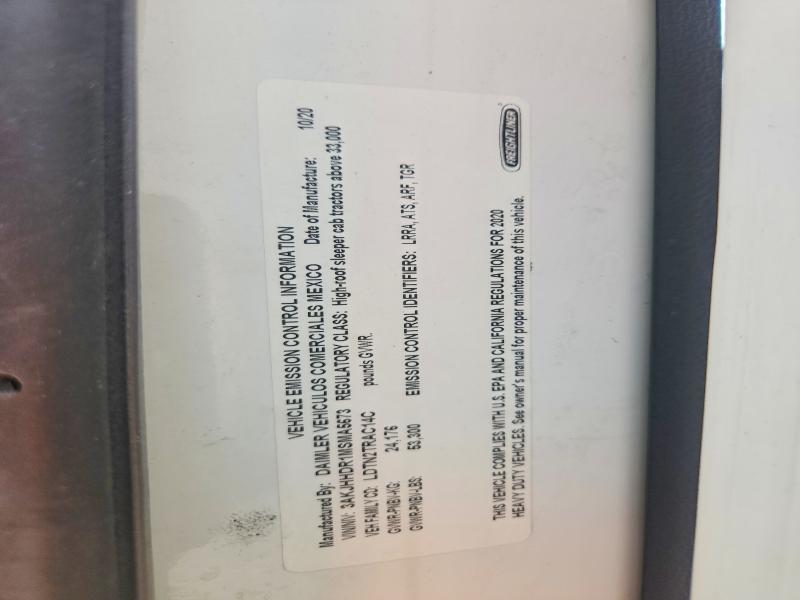 VEHICLE EMISSION CONTROL INFORMATION
Manufactured By: DAIMLER VEHICULOS COMERCIALES MEXICO Date of Manufacture: 10/20
VIN/NIV: 3AKJHHDR1MSMA5673 REGULATORY CLASS: High-roof sleeper cab tractors above 33,000
VEH FAMILY CD: LDTN2TRAC14C pounds GVWR.
GVWR-PNBV-KG: 24,176
GVWR-PNBV-LBS: 53,300 EMISSION CONTROL IDENTIFIERS: LRRA, ATS, ARF, TGR
THIS VEHICLE COMPLIES WITH U.S. EPA AND CALIFORNIA REGULATIONS FOR 2020
HEAVY DUTY VEHICLES. See owner's manual for proper maintenance of this vehicle.
FREIGHTLINER